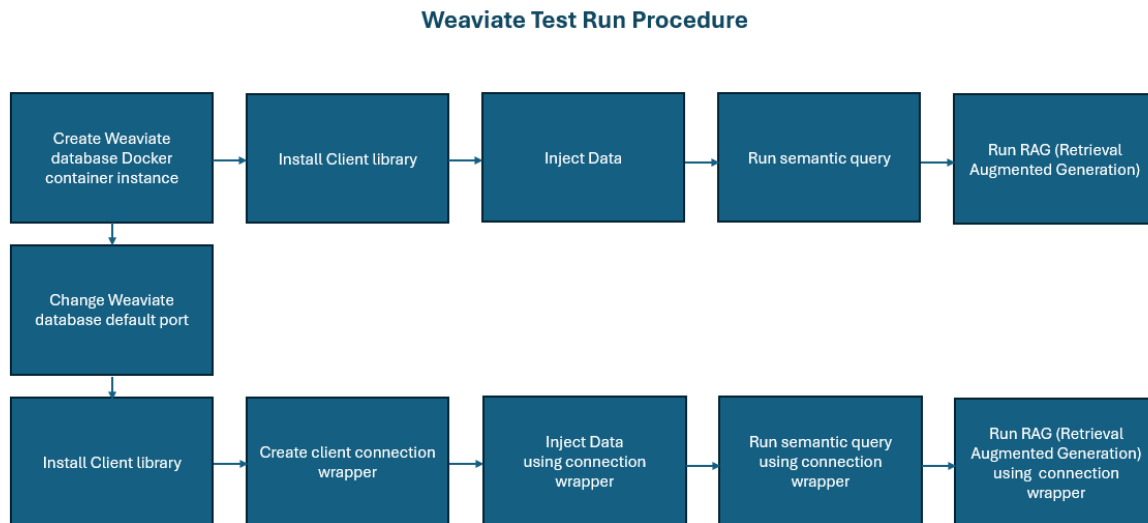 Weaviate Test Run Procedure
Create Weaviate
database Docker
container instance
Install Client library
Inject Data
Run semantic query
Run RAG (Retrieval
Augmented Generation)
Change Weaviate
database default port
Install Client library
Create client connection
wrapper
Inject Data
using connection
wrapper
Run semantic query
using connection
wrapper
Run RAG (Retrieval
Augmented Generation)
using connection
wrapper